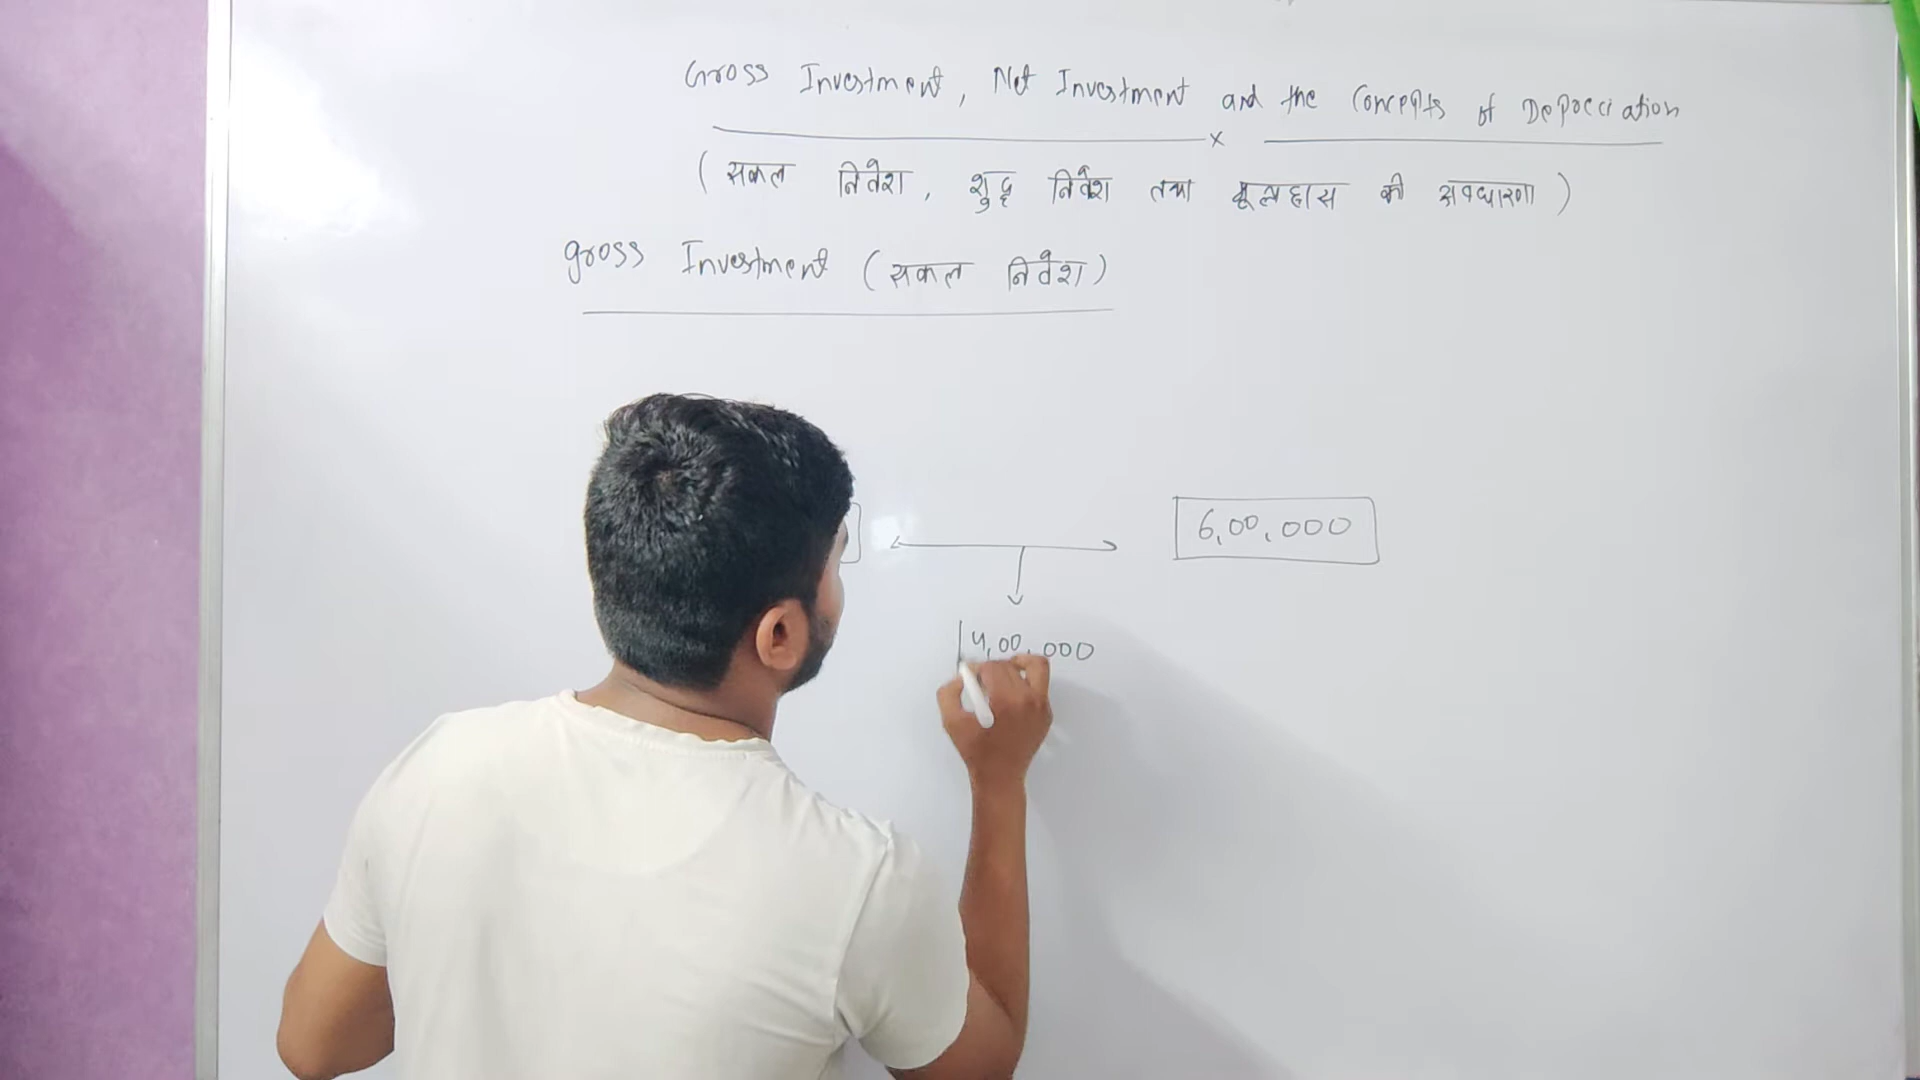 Gross Investment, Net Investment and the Concepts of Depreciation
(सकल निवेश, शुद्ध निवेश तथा मूल्यहास की अवधारणा)
gross Investment (सकल निवेश)
6,00,000
4,00,000